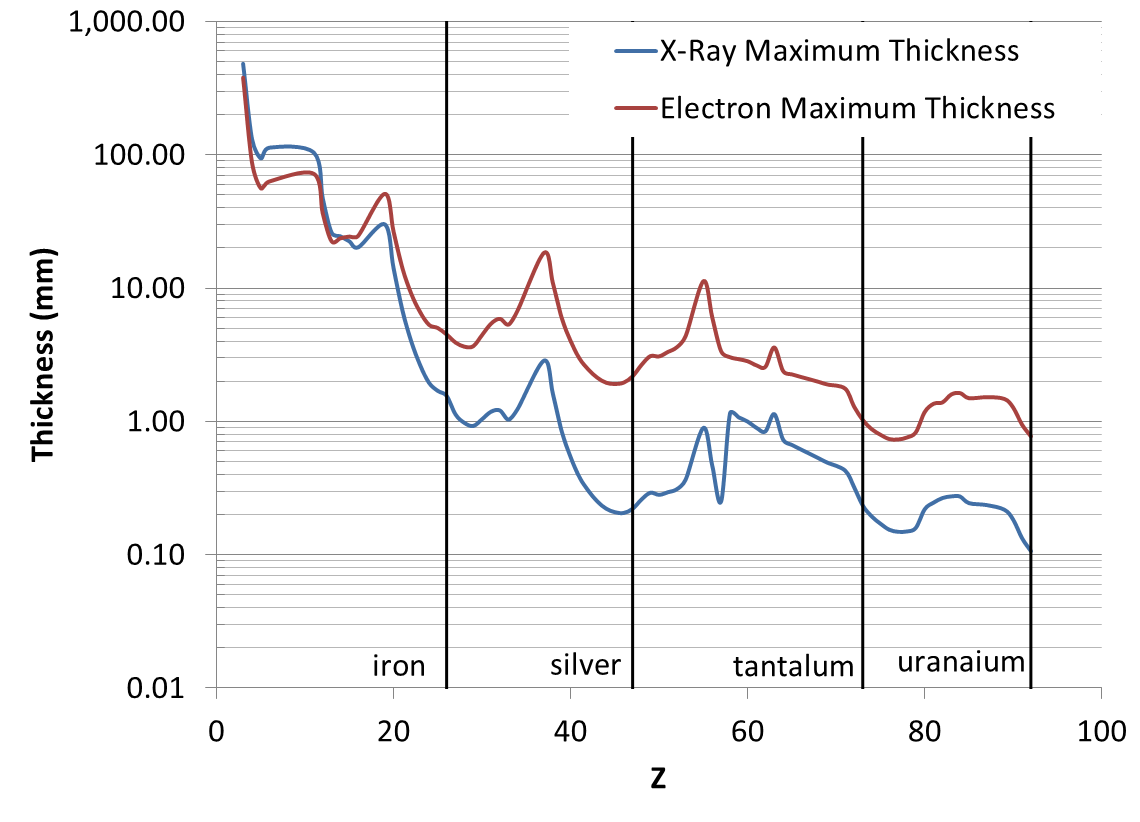 1,000.00
X-Ray Maximum Thickness
Electron Maximum Thickness
100.00
10.00
1.00
0.10
0.01
Thickness (mm)
iron
silver
tantalum
uranaium
0
20
40
60
80
100
Z